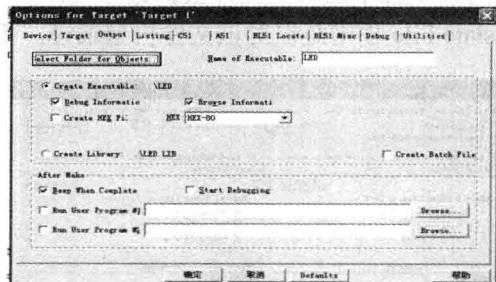 Options for Target 'Target 1'
Device Target Output Listing C51 A51 BL51 Locate BL51 Misc Debug Utilities
elect Folder for Objects. Name of Executable: LED
Create Executable: .\LED
Debug Informatio Browse Informati
Create HEX Fi: HEX HEX-80
Create Library: .\LED LIB Create Batch File
After Make
Beep When Complete Start Debugging
Run User Program #1 Browse...
Run User Program # Browse...
确定 取消 Defaults 帮助